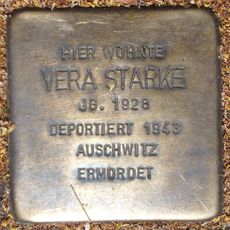 HIER WOHNTE
VERA STARKE
JG. 1928
DEPORTIERT 1943
AUSCHWITZ
ERMORDET